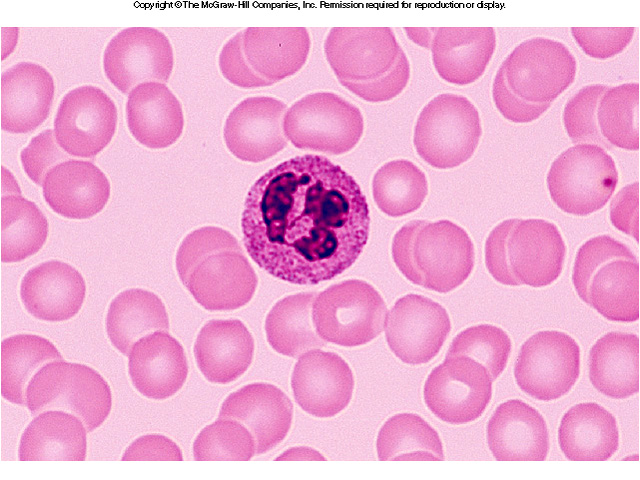 Copyright © The McGraw-Hill Companies, Inc. Permission required for reproduction or display.